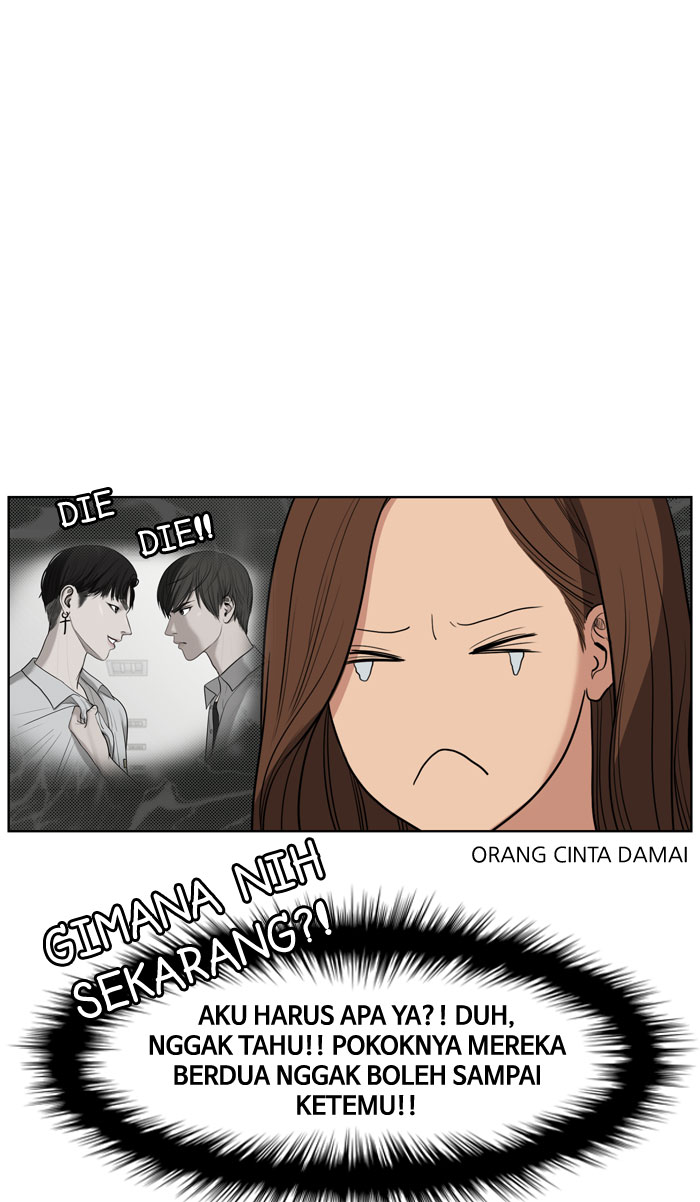 DIE
DIE!!
ORANG CINTA DAMAI
GIMANA NIH
SEKARANG?!
AKU HARUS APA YA?! DUH,
NGGAK TAHU!! POKOKNYA MEREKA
BERDUA NGGAK BOLEH SAMPAI
KETEMU!!